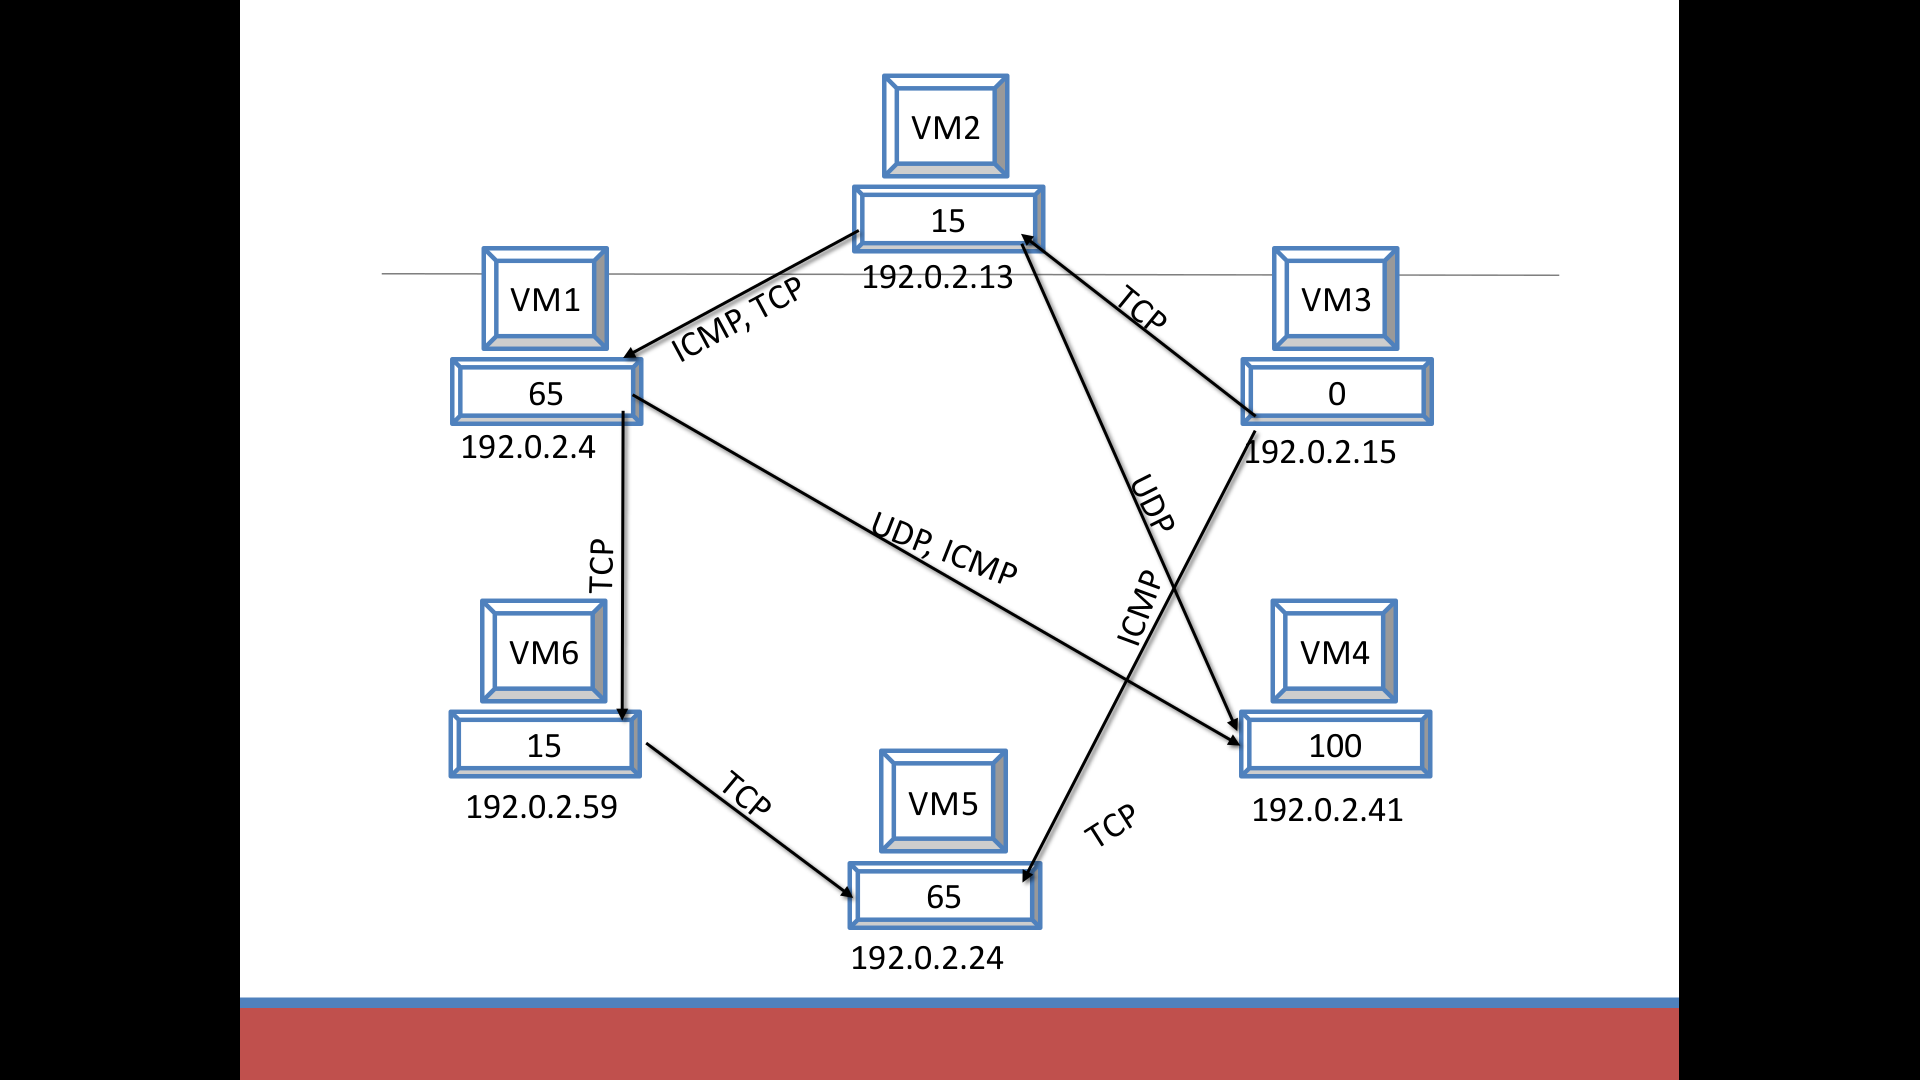 VM2
15
192.0.2.13
VM1
65
192.0.2.4
VM3
0
192.0.2.15
ICMP, TCP
TCP
UDP
UDP, ICMP
TCP
ICMP
VM6
15
192.0.2.59
VM4
100
192.0.2.41
TCP
VM5
65
192.0.2.24
TCP